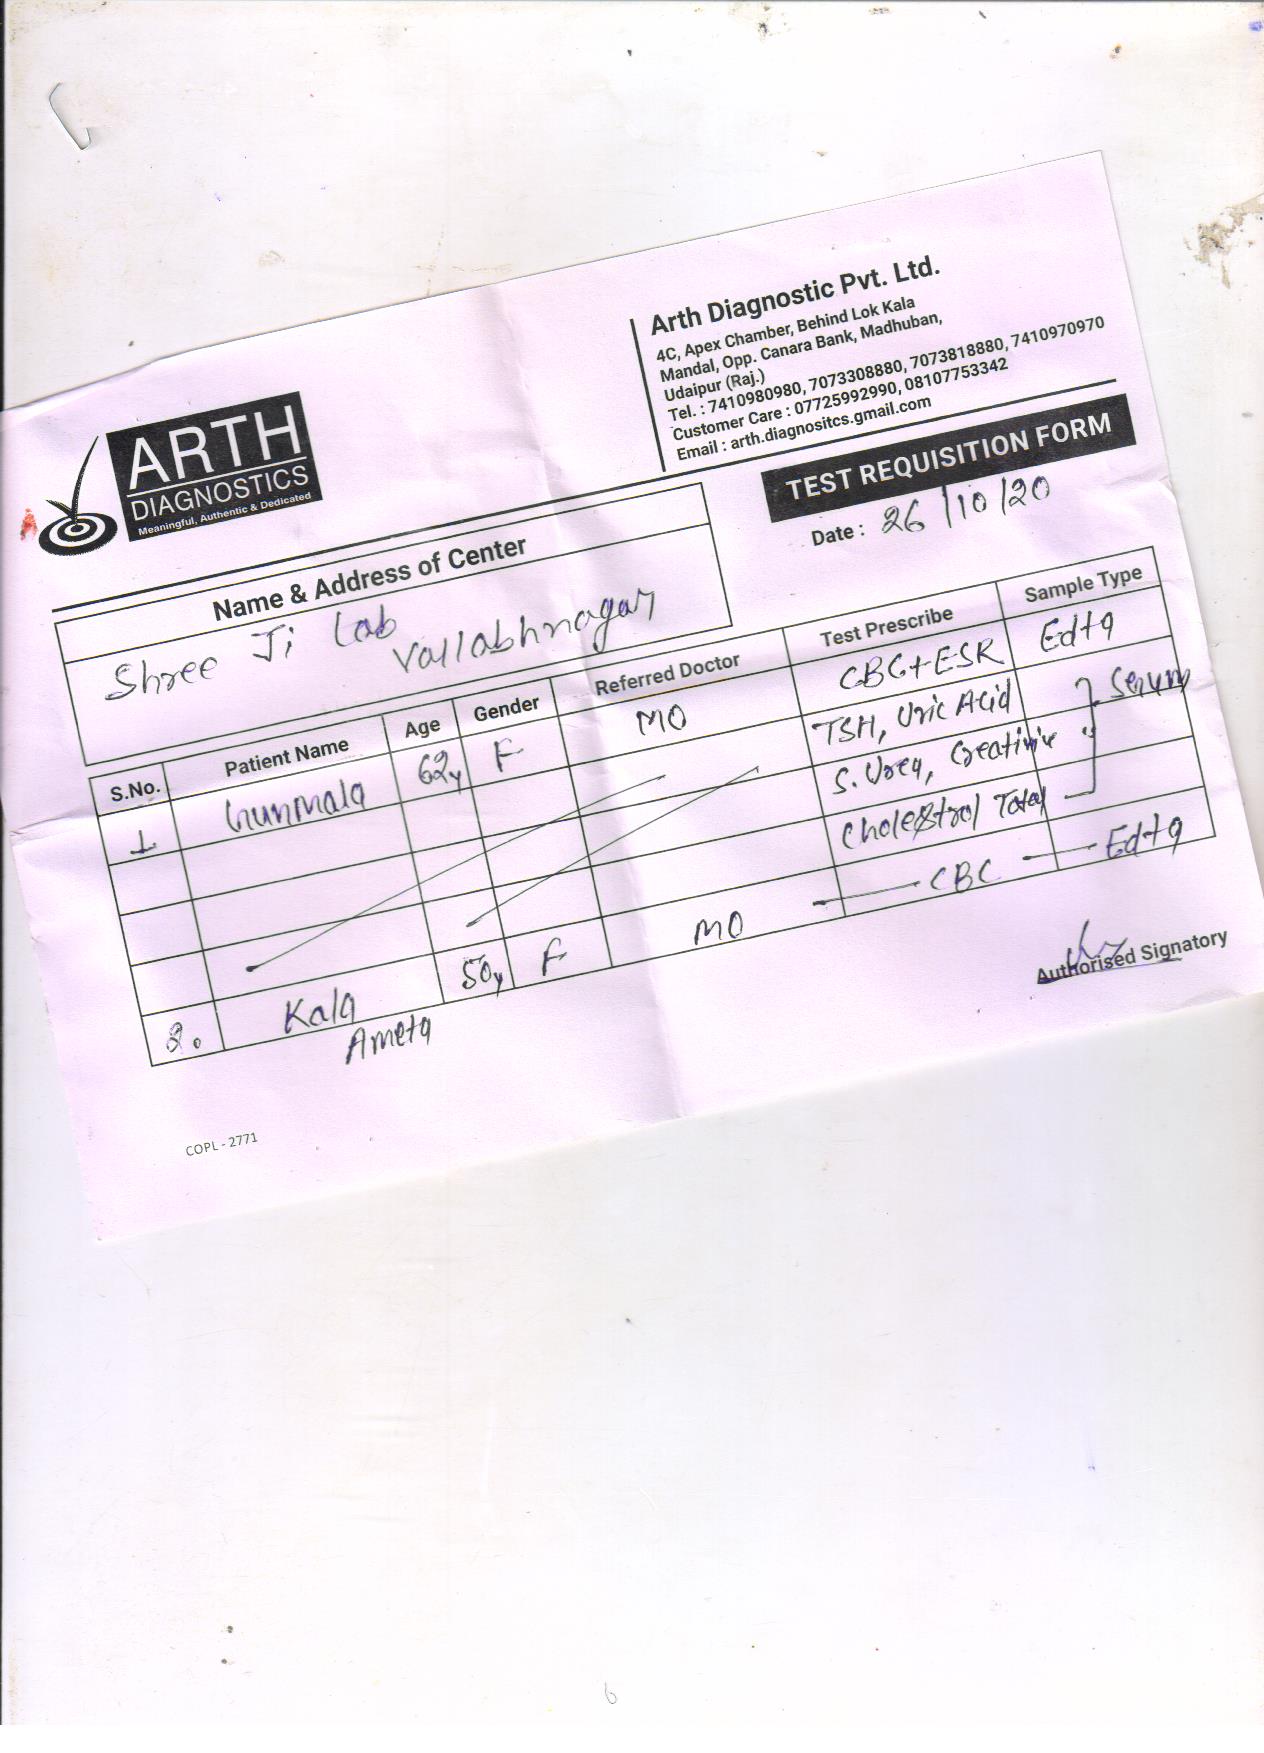 ARTH
DIAGNOSTICS
Meaningful, Authentic & Dedicated
Arth Diagnostic Pvt. Ltd.
4C, Apex Chamber, Behind Lok Kala
Mandal, Opp. Canara Bank, Madhuban,
Udaipur (Raj.)
Tel. : 7410980980, 7073308880, 7073818880, 7410970970
Customer Care : 07725992990, 08107753342
Email : arth.diagnositcs.gmail.com
TEST REQUISITION FORM
Date : 26/10/20
Name & Address of Center
Shree Ji Lab
Vallabhnagar
S.No. Patient Name Age Gender Referred Doctor Test Prescribe Sample Type
1 Gunmala 62y F MO CBC+ESR Edta
TSH, Uric Acid Serum
S. Urea, Creatinine "
Cholestrol Total
2. Kala 50y F MO CBC Edta
Ameta
Authorised Signatory
COPL - 2771
6